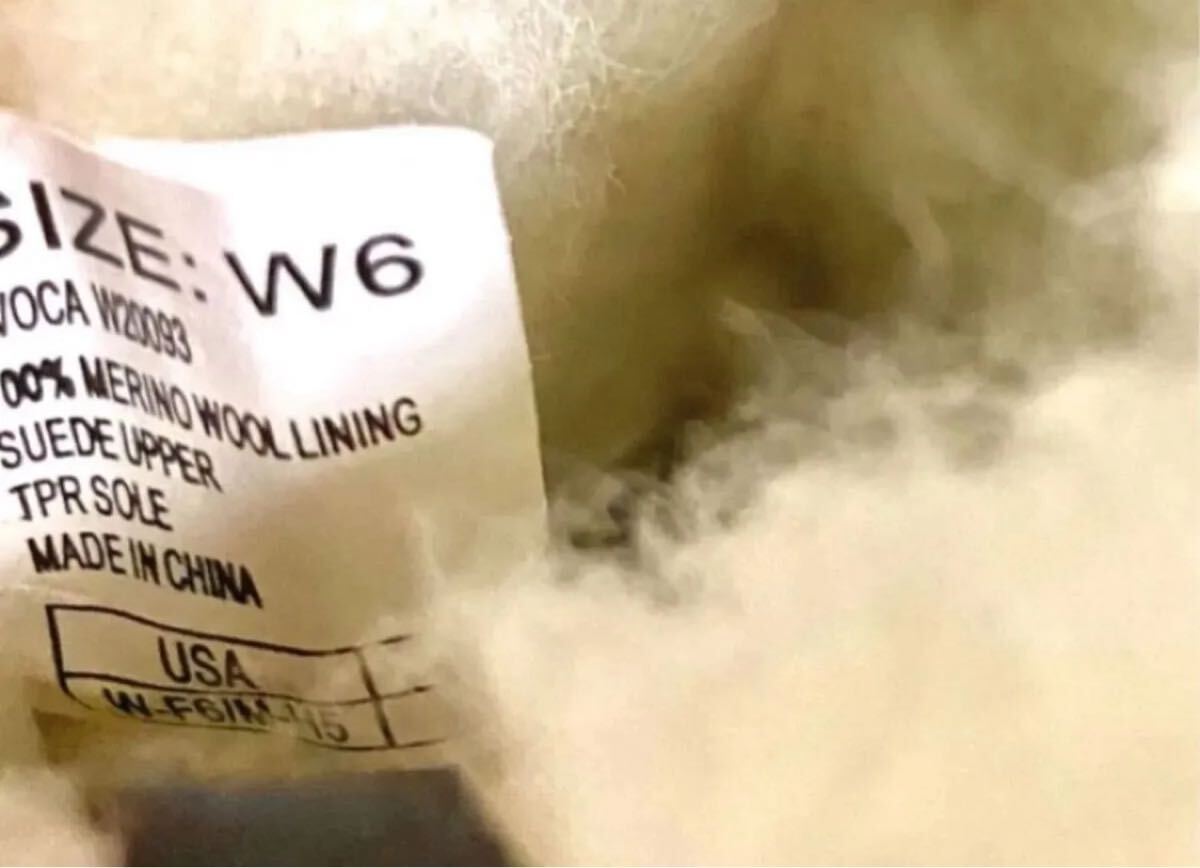 SIZE: W6
VOCA W20093
00% MERINO WOOL LINING
SUEDE UPPER
TPR SOLE
MADE IN CHINA
USA